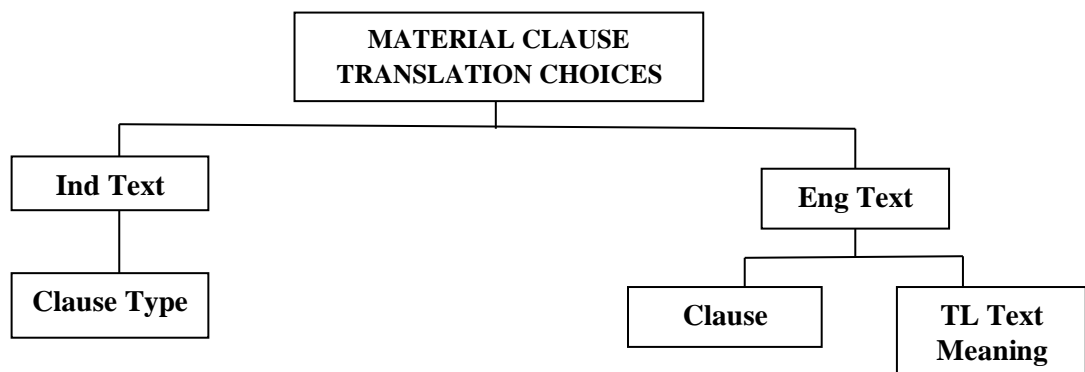 MATERIAL CLAUSE
TRANSLATION CHOICES
Ind Text
Eng Text
Clause Type
Clause
TL Text
Meaning